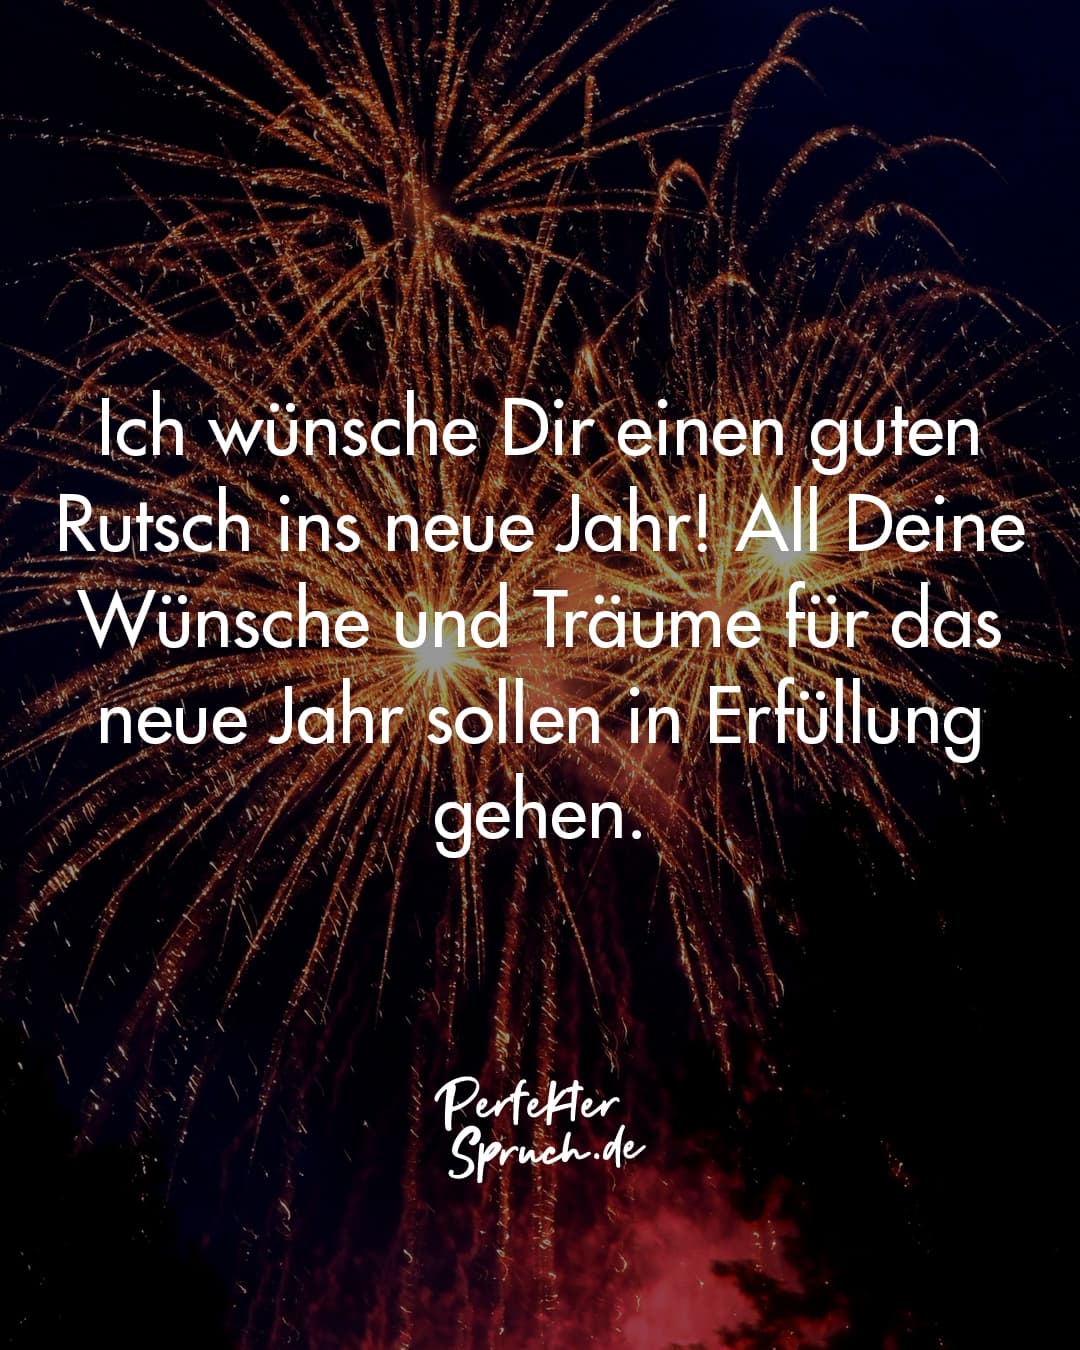 Ich wünsche Dir einen guten
Rutsch ins neue Jahr! All Deine
Wünsche und Träume für das
neue Jahr sollen in Erfüllung
gehen.
Perfekter
Spruch.de